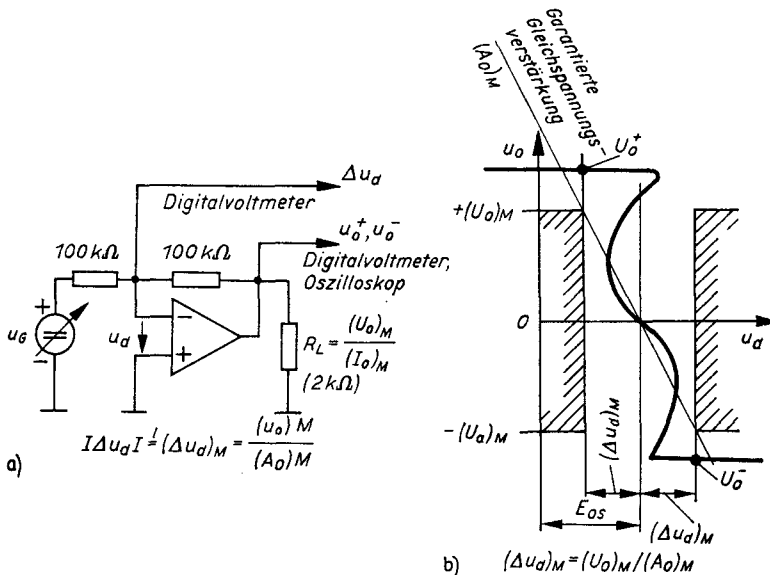 Δu_d
Digitalvoltmeter
u_o^+, u_o^-
Digitalvoltmeter,
Oszilloskop
100 kΩ
100 kΩ
+
u_G
−
u_d
−
+
R_L = (U_o)_M / (I_o)_M
(2 kΩ)
I Δu_d I ≟ (Δu_d)_M = (u_o) M / (A_o) M
a)
Garantierte
Gleichspannungs-
verstärkung
(A_o)_M
u_o
U_o^+
+(U_o)_M
0
u_d
−(U_a)_M
(Δu_d)_M
U_o^-
E_os
(Δu_d)_M
b) (Δu_d)_M = (U_o)_M / (A_o)_M